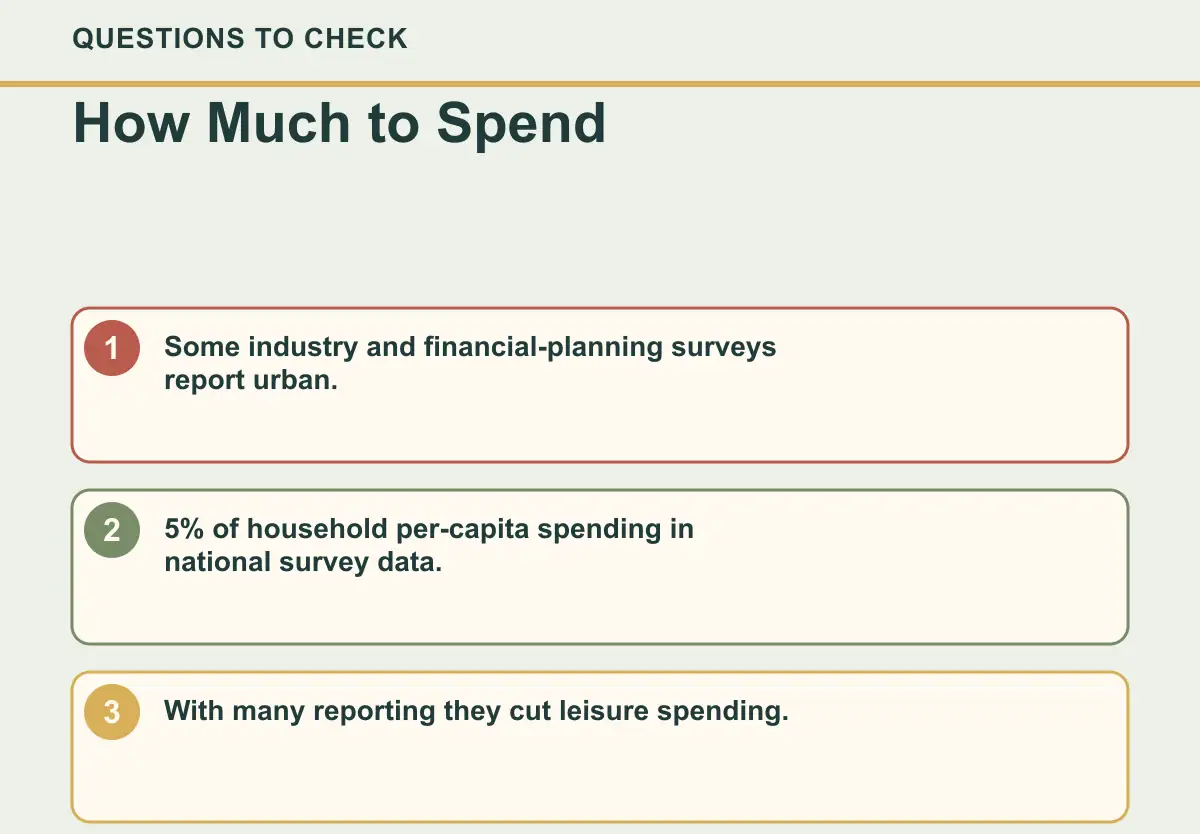 QUESTIONS TO CHECK
How Much to Spend
1
Some industry and financial-planning surveys
report urban.
2
5% of household per-capita spending in
national survey data.
3
With many reporting they cut leisure spending.